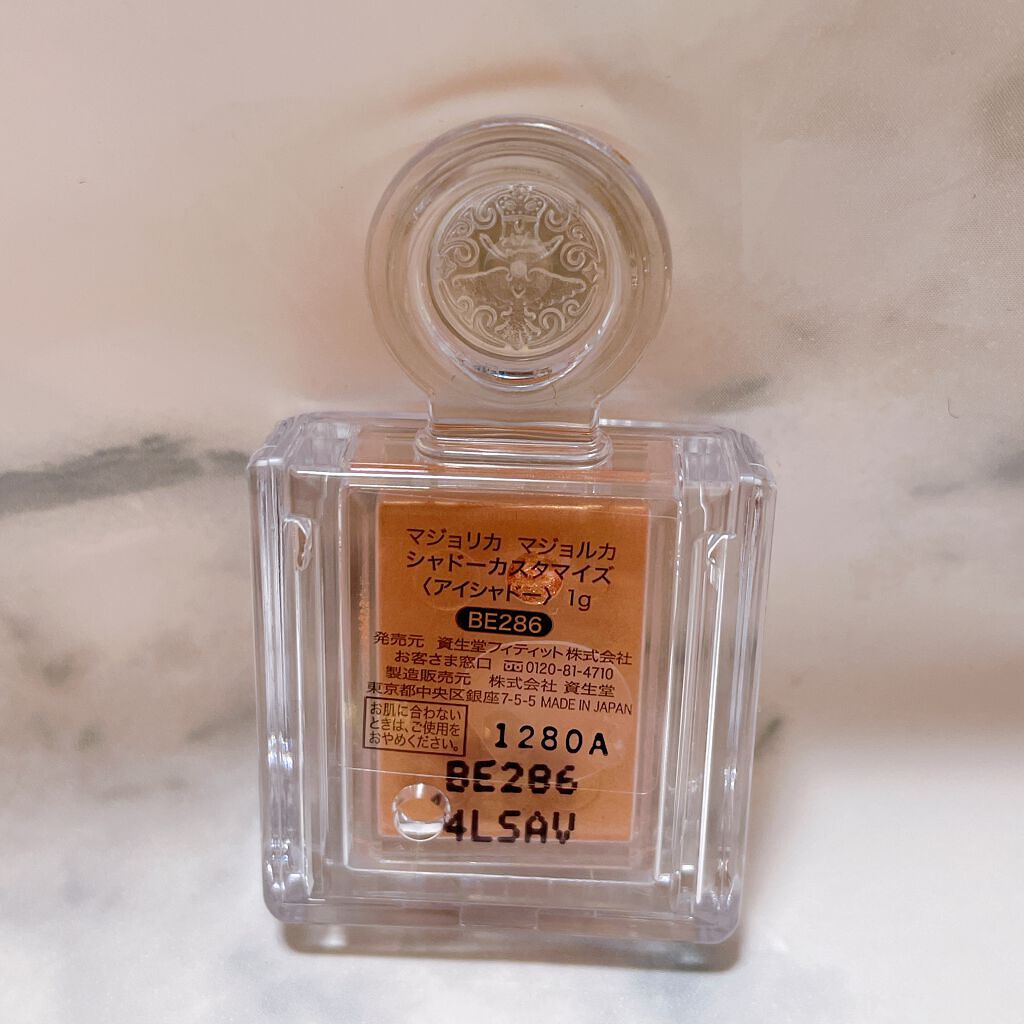 マジョリカ マジョルカ
シャドーカスタマイズ
〈アイシャドー〉 1g
BE286
発売元 資生堂フィティット株式会社
お客さま窓口 0120-81-4710
製造販売元 株式会社 資生堂
東京都中央区銀座7-5-5 MADE IN JAPAN
お肌に合わない
ときは、ご使用を
おやめください。
1280A
BE286
4L5AV